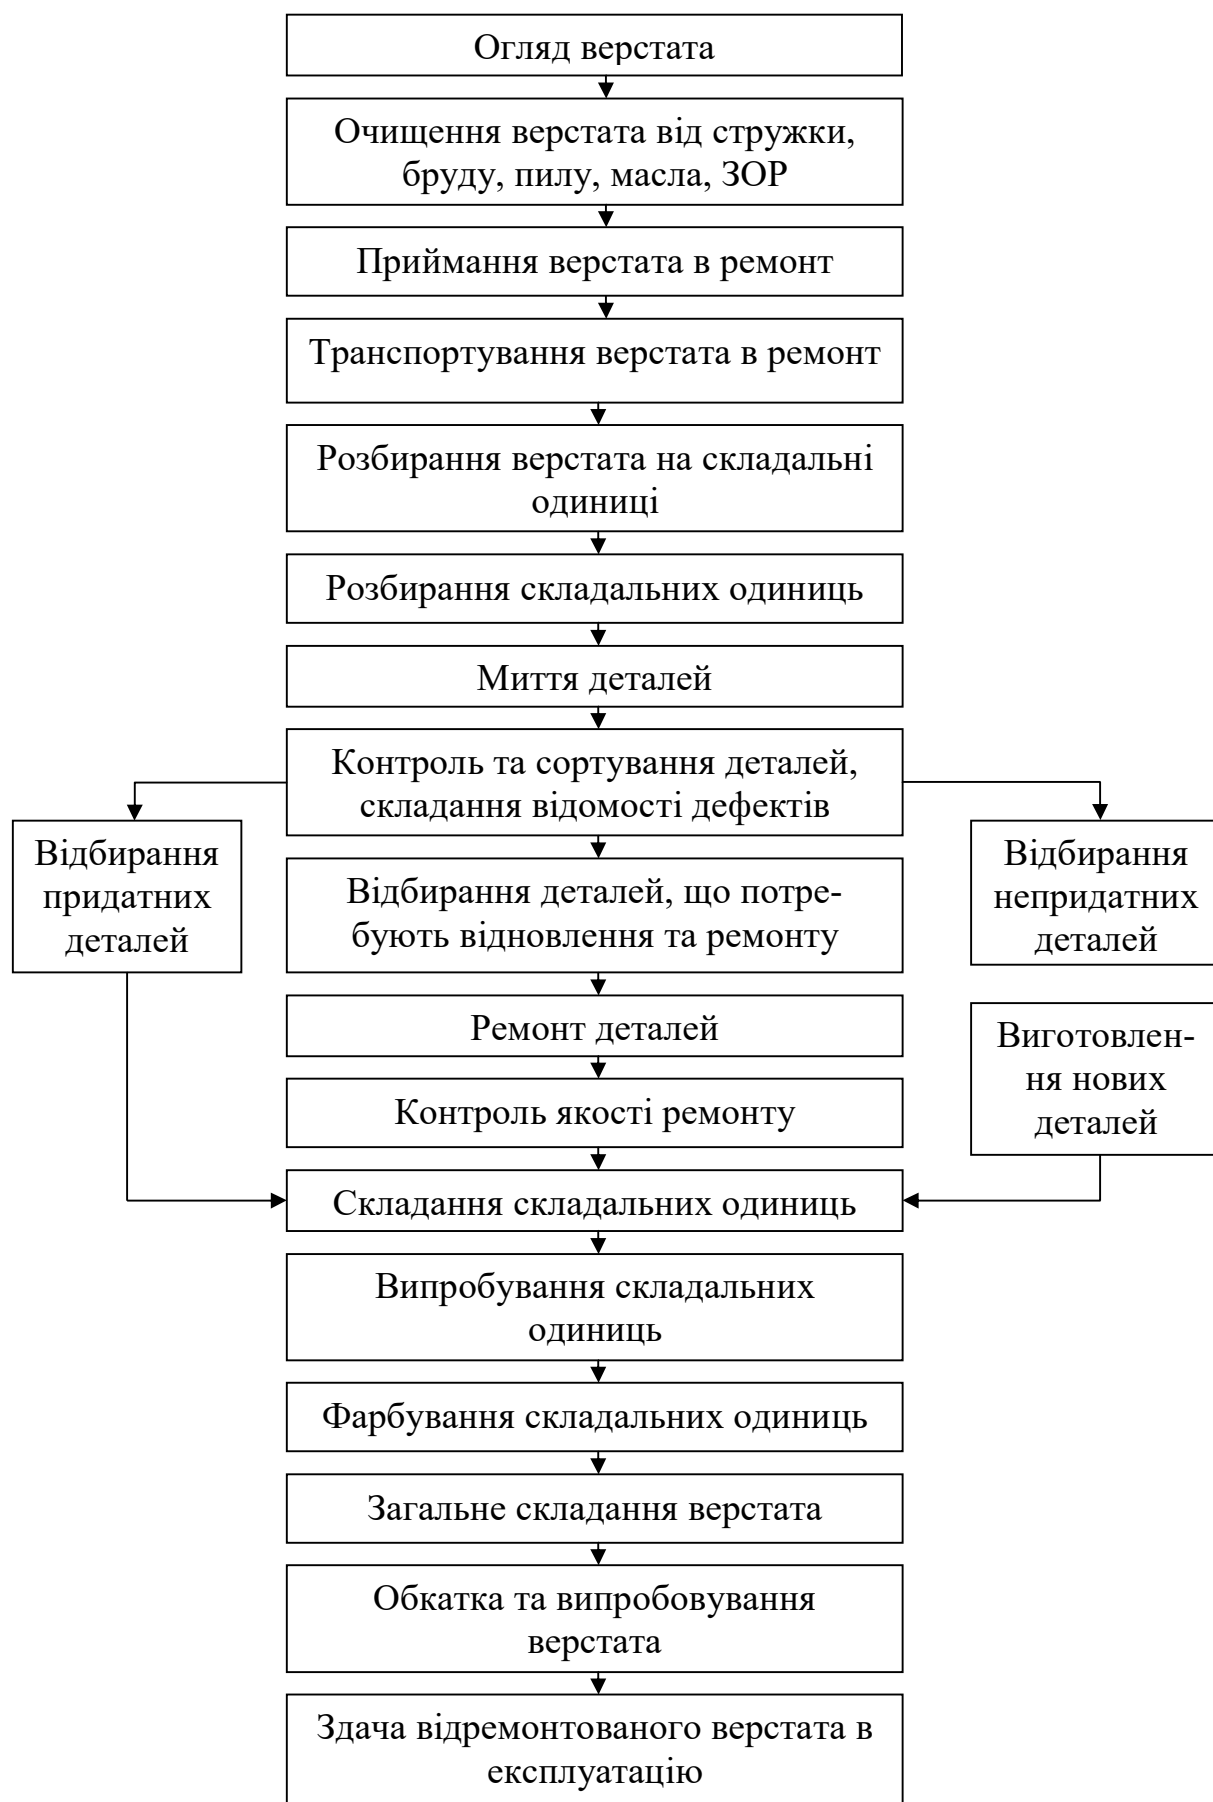 Огляд верстата
Очищення верстата від стружки,
бруду, пилу, масла, ЗОР
Приймання верстата в ремонт
Транспортування верстата в ремонт
Розбирання верстата на складальні
одиниці
Розбирання складальних одиниць
Миття деталей
Контроль та сортування деталей,
складання відомості дефектів
Відбирання
придатних
деталей
Відбирання деталей, що потре-
бують відновлення та ремонту
Відбирання
непридатних
деталей
Ремонт деталей
Виготовлен-
ня нових
деталей
Контроль якості ремонту
Складання складальних одиниць
Випробування складальних
одиниць
Фарбування складальних одиниць
Загальне складання верстата
Обкатка та випробовування
верстата
Здача відремонтованого верстата в
експлуатацію